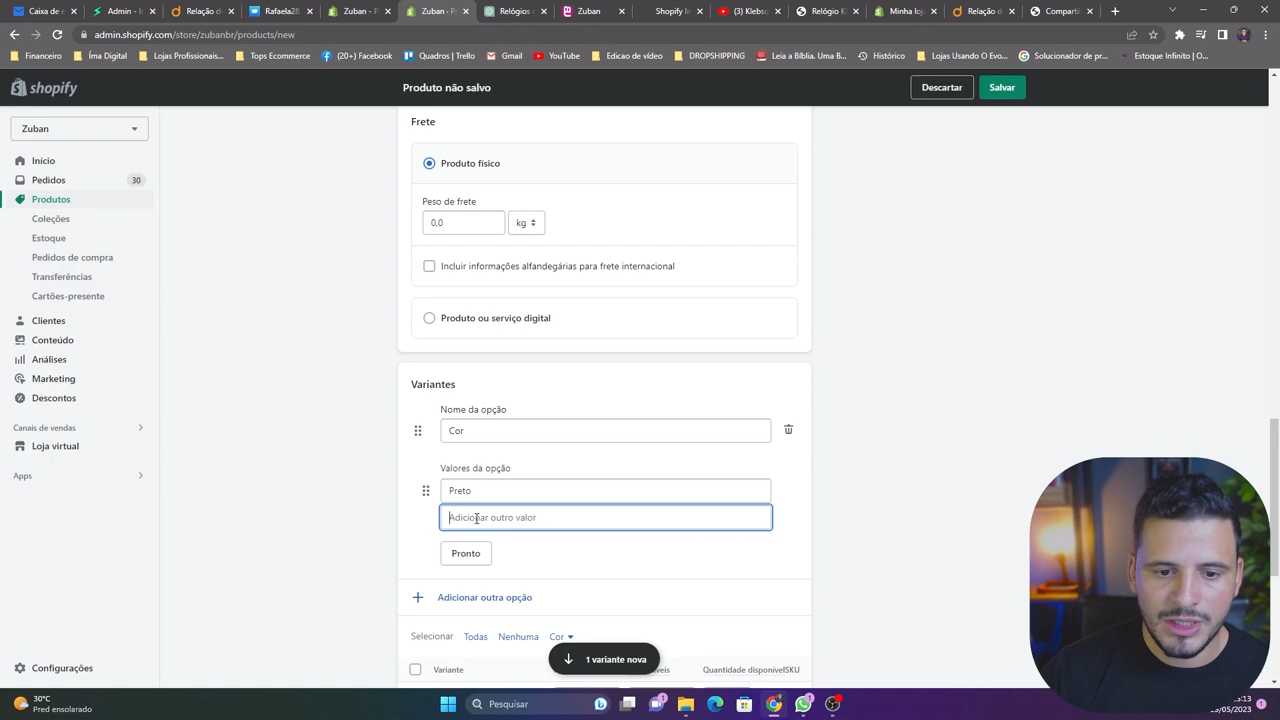 Caixa de e
Admin - In
Relação d
Rafaela28
Zuban - P
Zuban - P
Relógios
Zuban
Shopify In
(3) Klebso
Relógio K
Minha loj
Relação d
Comparti
admin.shopify.com/store/zubanbr/products/new
Financeiro
Íma Digital
Lojas Profissionais...
Tops Ecommerce
(20+) Facebook
Quadros | Trello
Gmail
YouTube
Edicao de vídeo
DROPSHIPPING
Leia a Bíblia: Uma...
Histórico
Lojas Usando O Evo...
Solucionador de pr...
Estoque Infinito | O...
shopify
Produto não salvo
Descartar
Salvar
Zuban
Início
Pedidos
30
Produtos
Coleções
Estoque
Pedidos de compra
Transferências
Cartões-presente
Clientes
Conteúdo
Análises
Marketing
Descontos
Canais de vendas
Loja virtual
Apps
Configurações
Frete
Produto físico
Peso de frete
0,0
kg
Incluir informações alfandegárias para frete internacional
Produto ou serviço digital
Variantes
Nome da opção
Cor
Valores da opção
Preto
Adicionar outro valor
Pronto
Adicionar outra opção
Selecionar Todas Nenhuma Cor
1 variante nova
Variante
Quantidade disponível
SKU
30°C
Pred ensolarado
Pesquisar